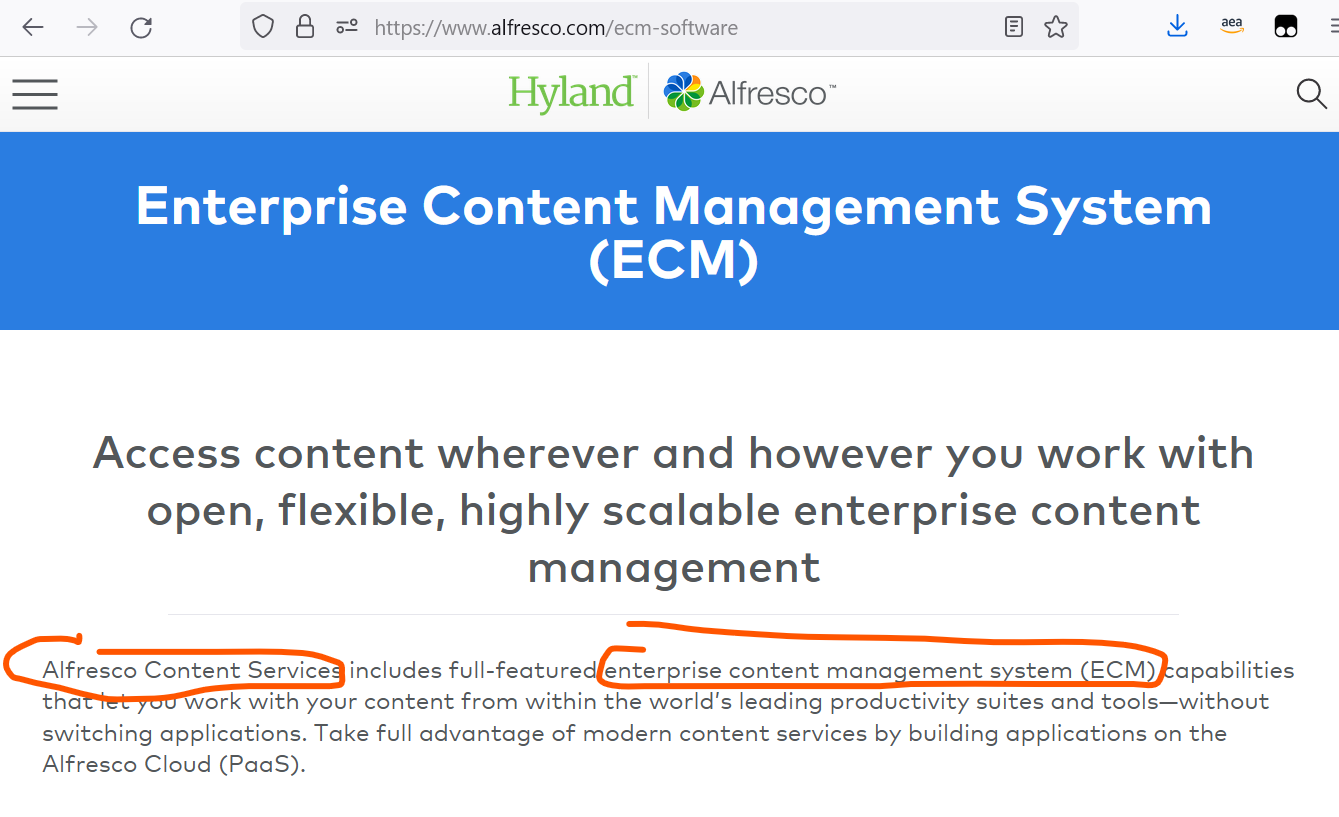 https://www.alfresco.com/ecm-software
aea
Hyland™ Alfresco™
Enterprise Content Management System
(ECM)
Access content wherever and however you work with
open, flexible, highly scalable enterprise content
management
Alfresco Content Services includes full-featured enterprise content management system (ECM) capabilities
that let you work with your content from within the world’s leading productivity suites and tools—without
switching applications. Take full advantage of modern content services by building applications on the
Alfresco Cloud (PaaS).